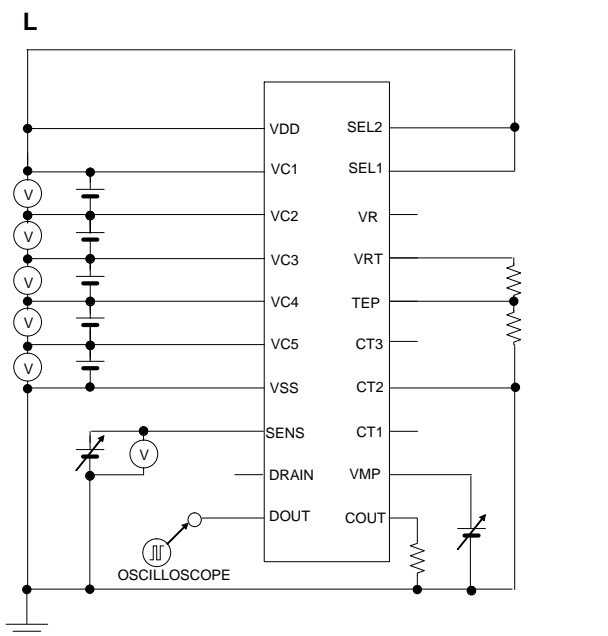 L
VDD
VC1
VC2
VC3
VC4
VC5
VSS
SENS
DRAIN
DOUT
SEL2
SEL1
VR
VRT
TEP
CT3
CT2
CT1
VMP
COUT
V
V
V
V
V
V
OSCILLOSCOPE